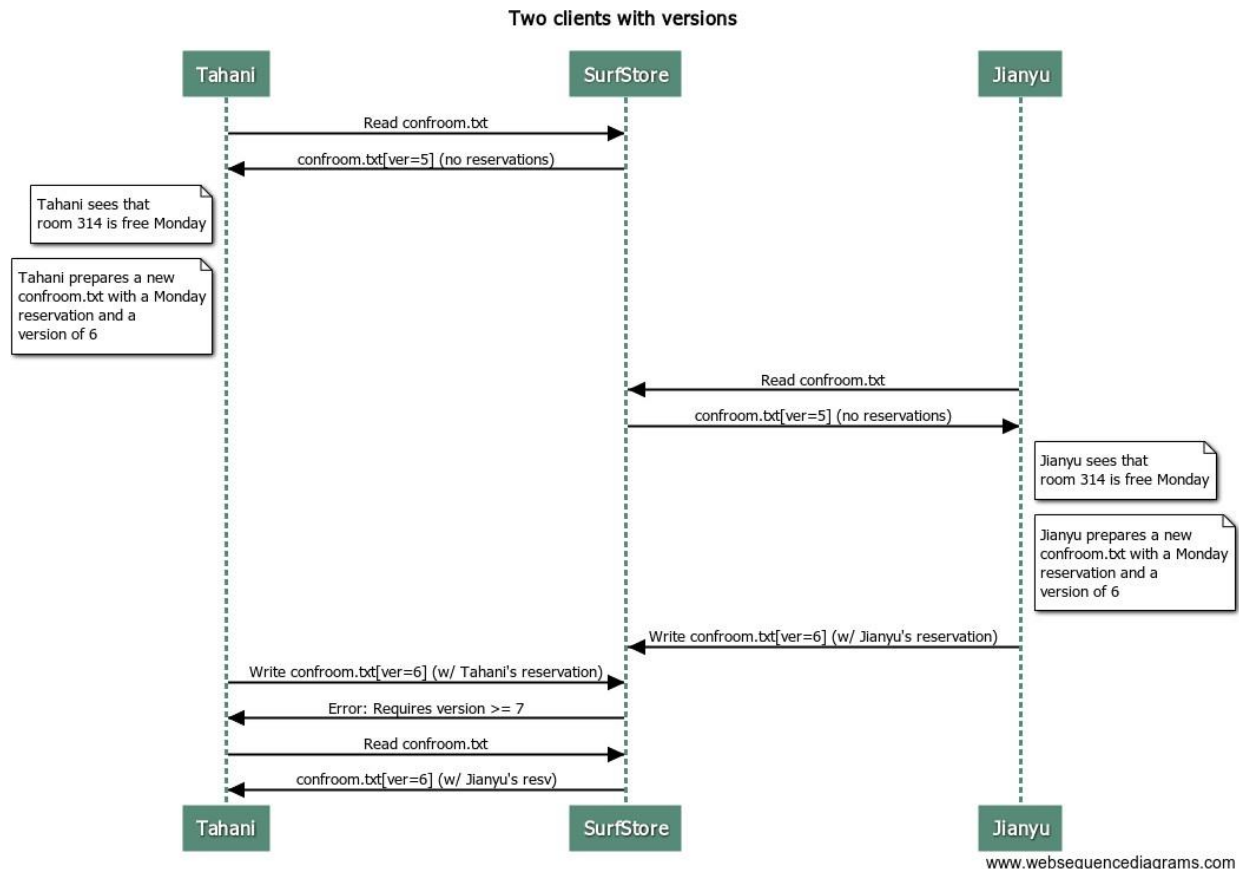 Two clients with versions
Tahani
SurfStore
Jianyu
Read confroom.txt
confroom.txt[ver=5] (no reservations)
Tahani sees that
room 314 is free Monday
Tahani prepares a new
confroom.txt with a Monday
reservation and a
version of 6
Read confroom.txt
confroom.txt[ver=5] (no reservations)
Jianyu sees that
room 314 is free Monday
Jianyu prepares a new
confroom.txt with a Monday
reservation and a
version of 6
Write confroom.txt[ver=6] (w/ Jianyu's reservation)
Write confroom.txt[ver=6] (w/ Tahani's reservation)
Error: Requires version >= 7
Read confroom.txt
confroom.txt[ver=6] (w/ Jianyu's resv)
Tahani
SurfStore
Jianyu
www.websequencediagrams.com